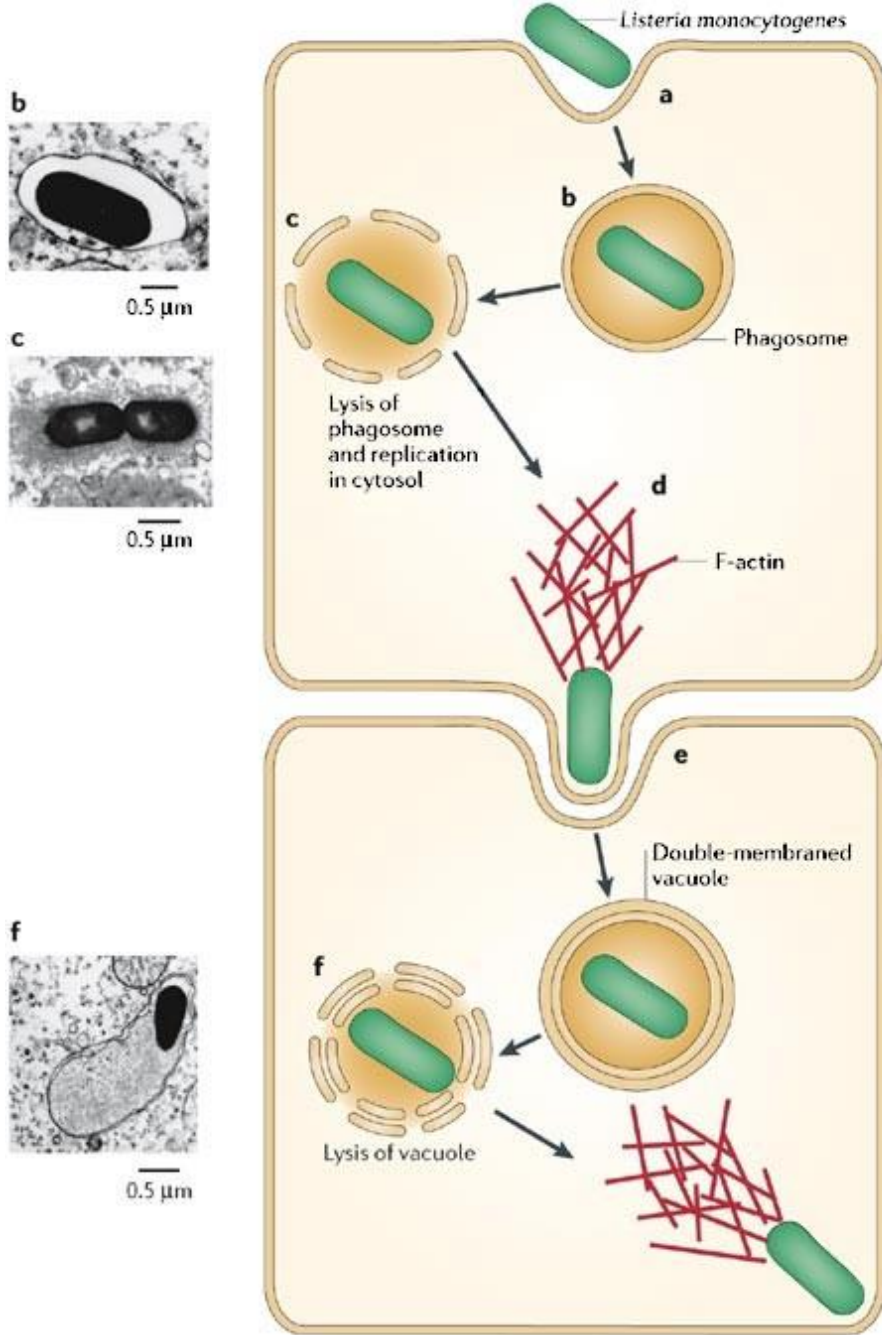 Listeria monocytogenes
a
b
b
c
0.5 µm
Phagosome
c
Lysis of
phagosome
and replication
in cytosol
0.5 µm
d
F-actin
e
Double-membraned
vacuole
f
f
Lysis of vacuole
0.5 µm